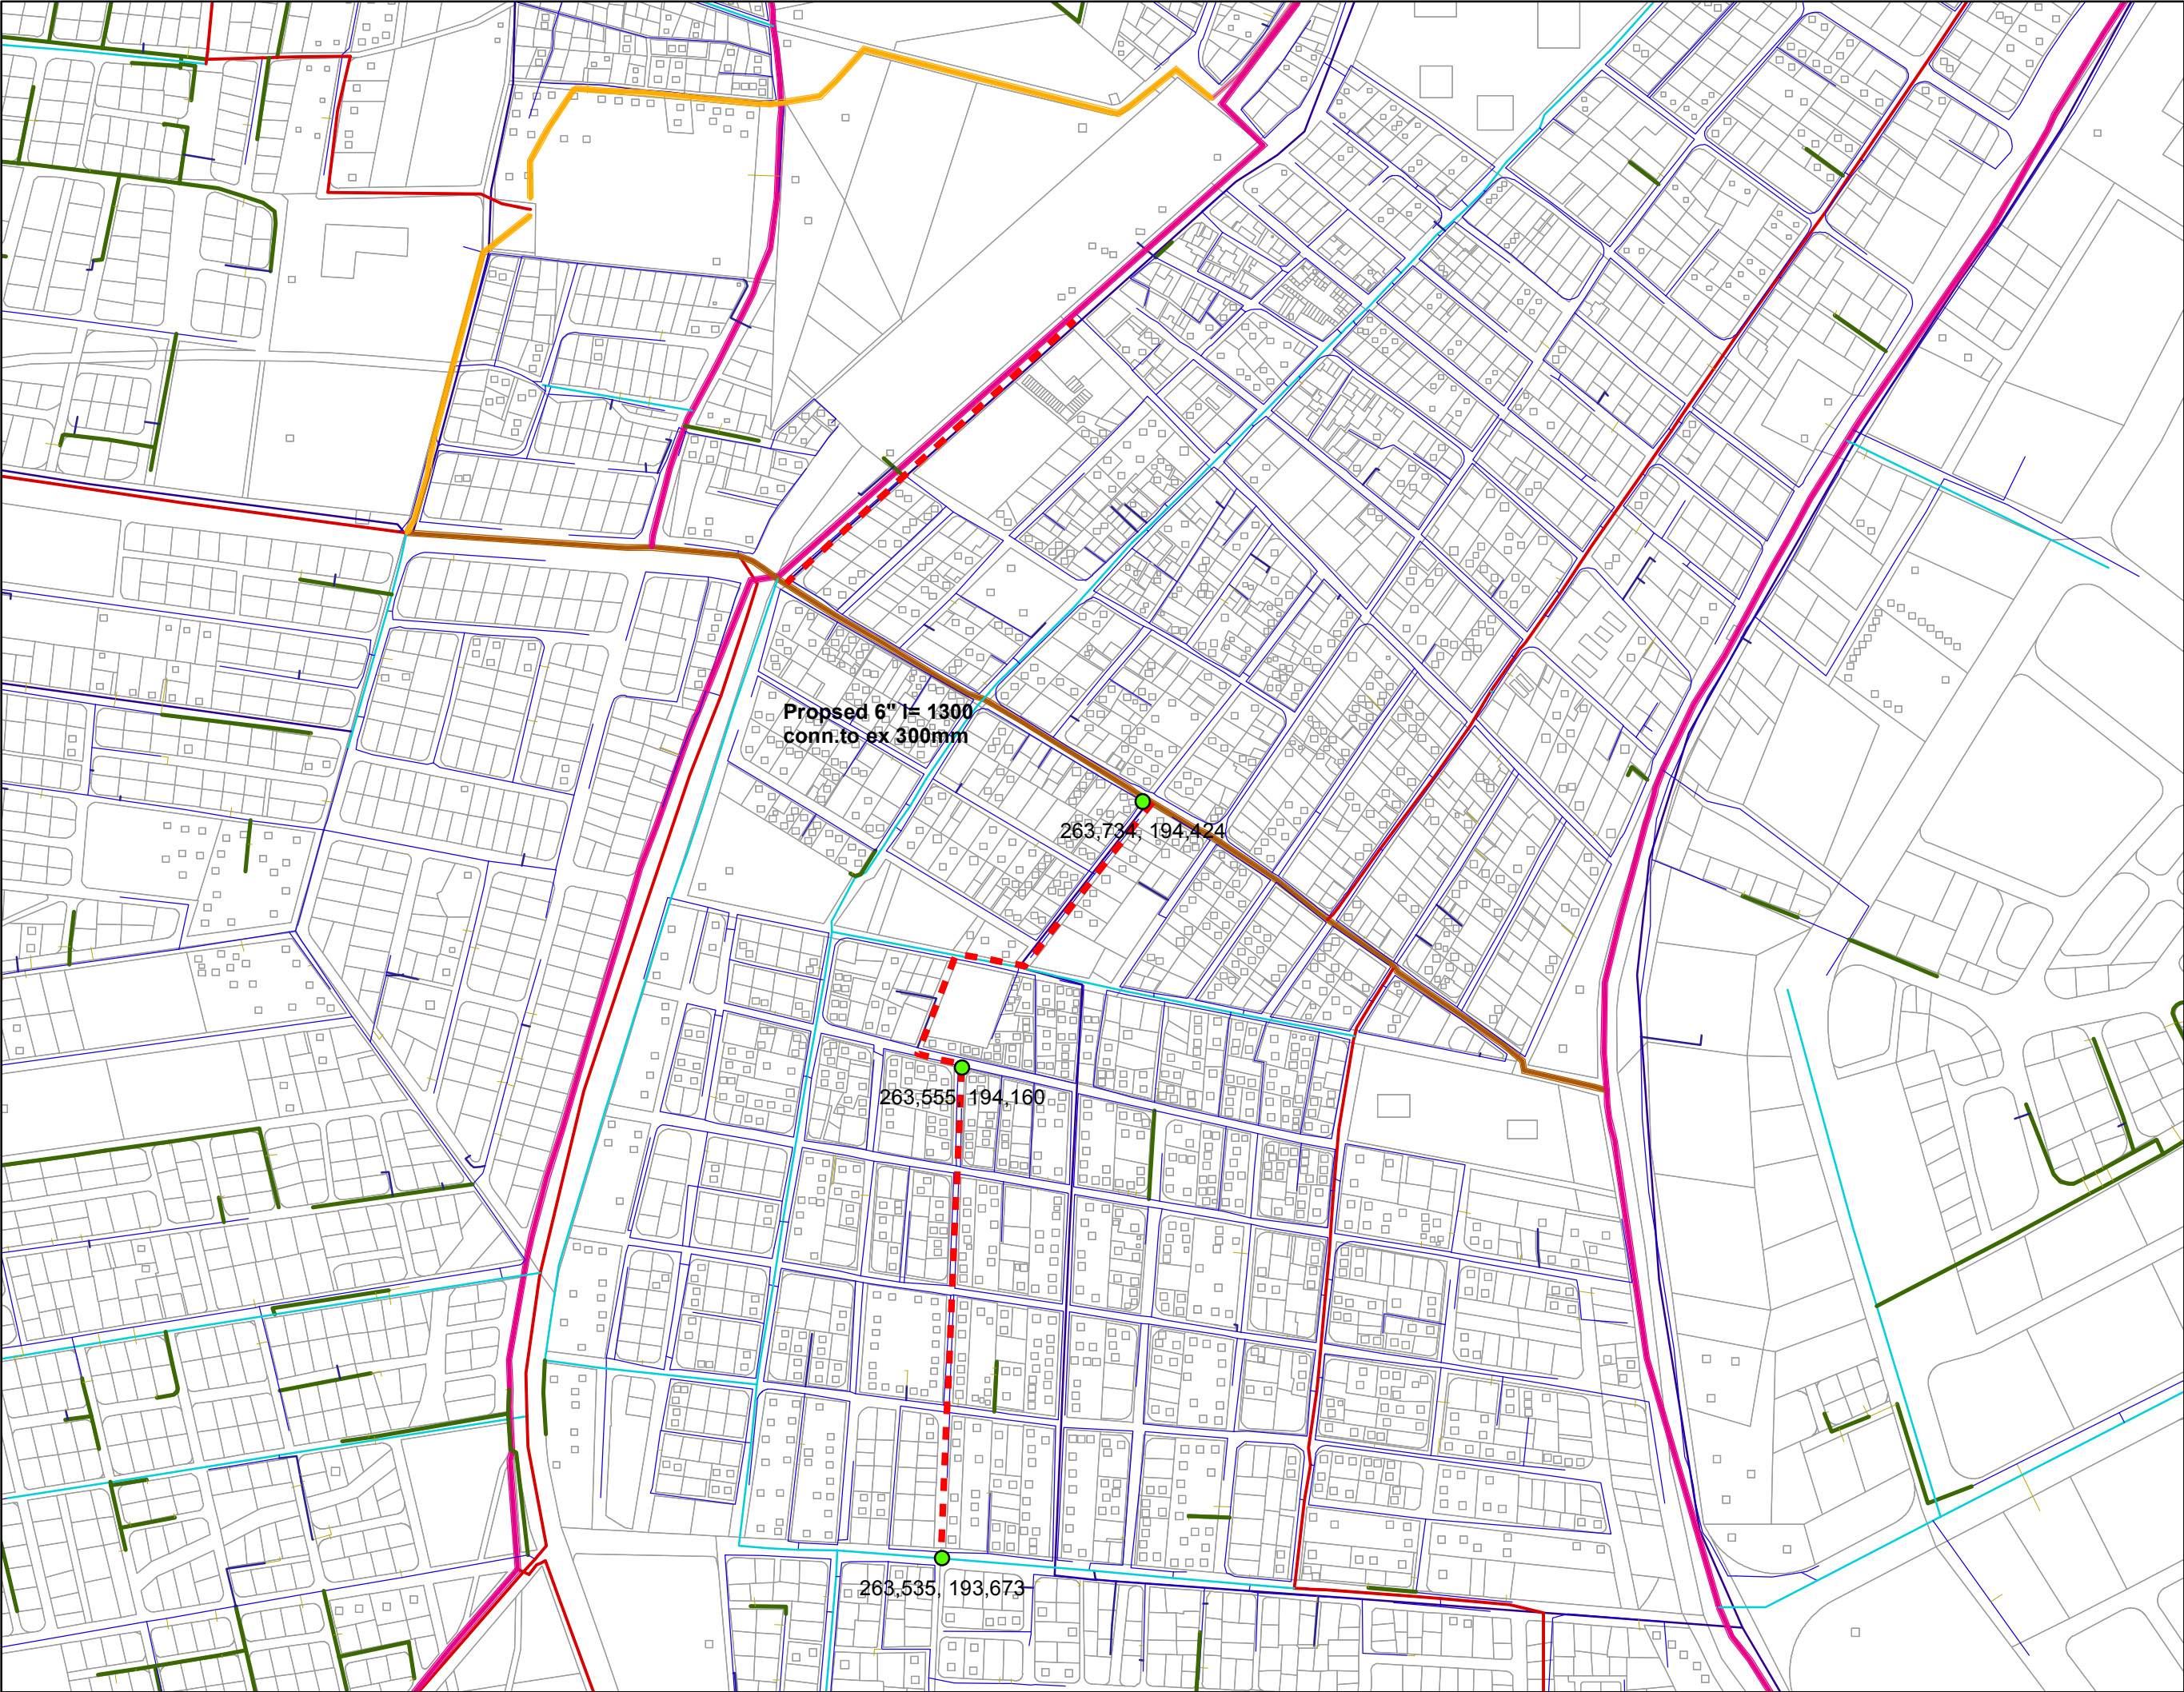 Propsed 6" l= 1300
conn.to ex 300mm
263,734, 194,424
263,555, 194,160
263,535, 193,673